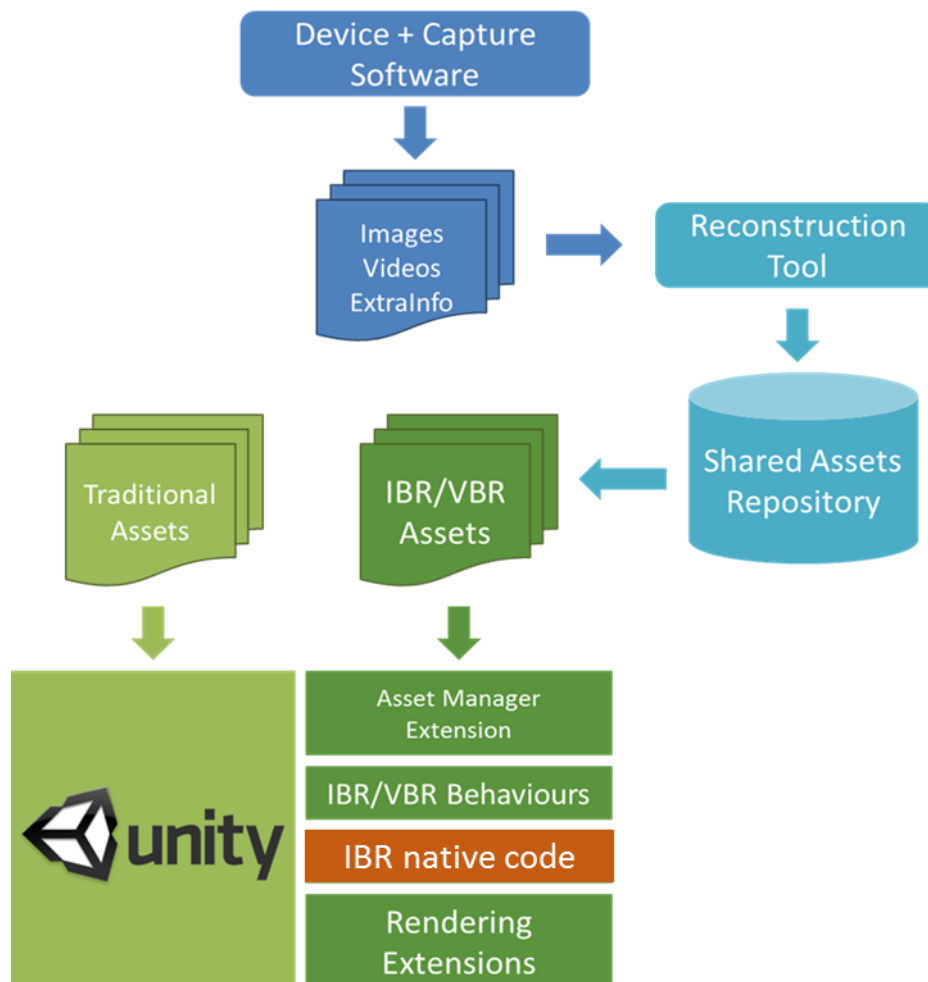 Device + Capture
Software
Images
Videos
ExtraInfo
Reconstruction
Tool
Shared Assets
Repository
Traditional
Assets
IBR/VBR
Assets
unity
Asset Manager
Extension
IBR/VBR Behaviours
IBR native code
Rendering
Extensions